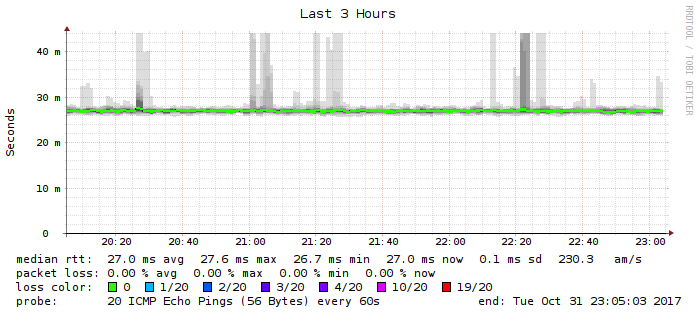 Last 3 Hours
RRDTOOL / TOBI OETIKER
Seconds
40 m
30 m
20 m
10 m
0
20:20 20:40 21:00 21:20 21:40 22:00 22:20 22:40 23:00
median rtt: 27.0 ms avg 27.6 ms max 26.7 ms min 27.0 ms now 0.1 ms sd 230.3 am/s
packet loss: 0.00 % avg 0.00 % max 0.00 % min 0.00 % now
loss color: 0 1/20 2/20 3/20 4/20 10/20 19/20
probe: 20 ICMP Echo Pings (56 Bytes) every 60s end: Tue Oct 31 23:05:03 2017